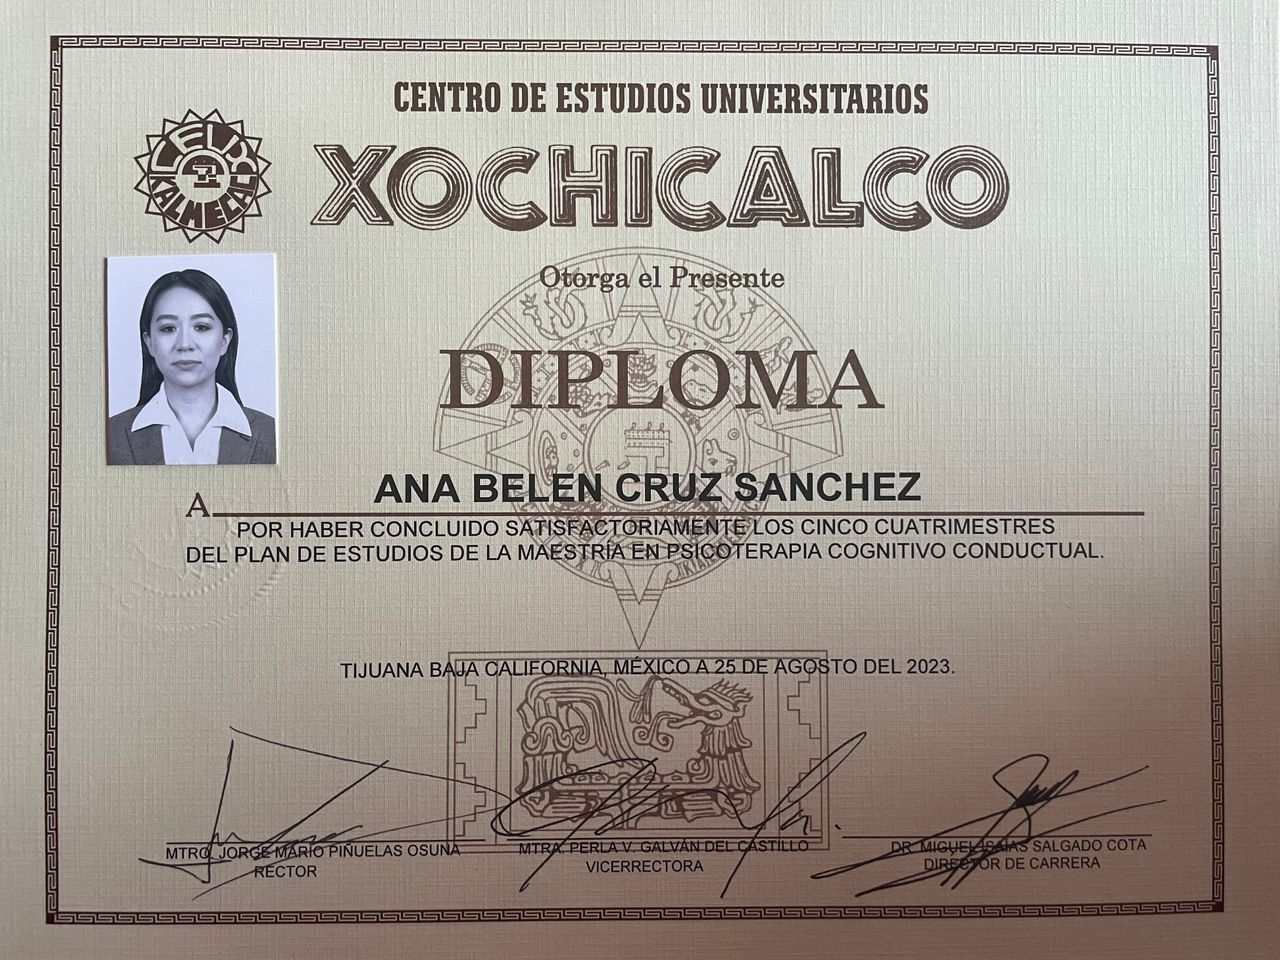 CENTRO DE ESTUDIOS UNIVERSITARIOS
CEUX
KALMECAC
XOCHICALCO
Otorga el Presente
DIPLOMA
A ANA BELEN CRUZ SANCHEZ
POR HABER CONCLUIDO SATISFACTORIAMENTE LOS CINCO CUATRIMESTRES
DEL PLAN DE ESTUDIOS DE LA MAESTRÍA EN PSICOTERAPIA COGNITIVO CONDUCTUAL.
TIJUANA BAJA CALIFORNIA, MÉXICO A 25 DE AGOSTO DEL 2023.
MTRO. JORGE MARIO PIÑUELAS OSUNA
RECTOR
MTRA. PERLA V. GALVÁN DEL CASTILLO
VICERRECTORA
DR. MIGUEL ISAÍAS SALGADO COTA
DIRECTOR DE CARRERA